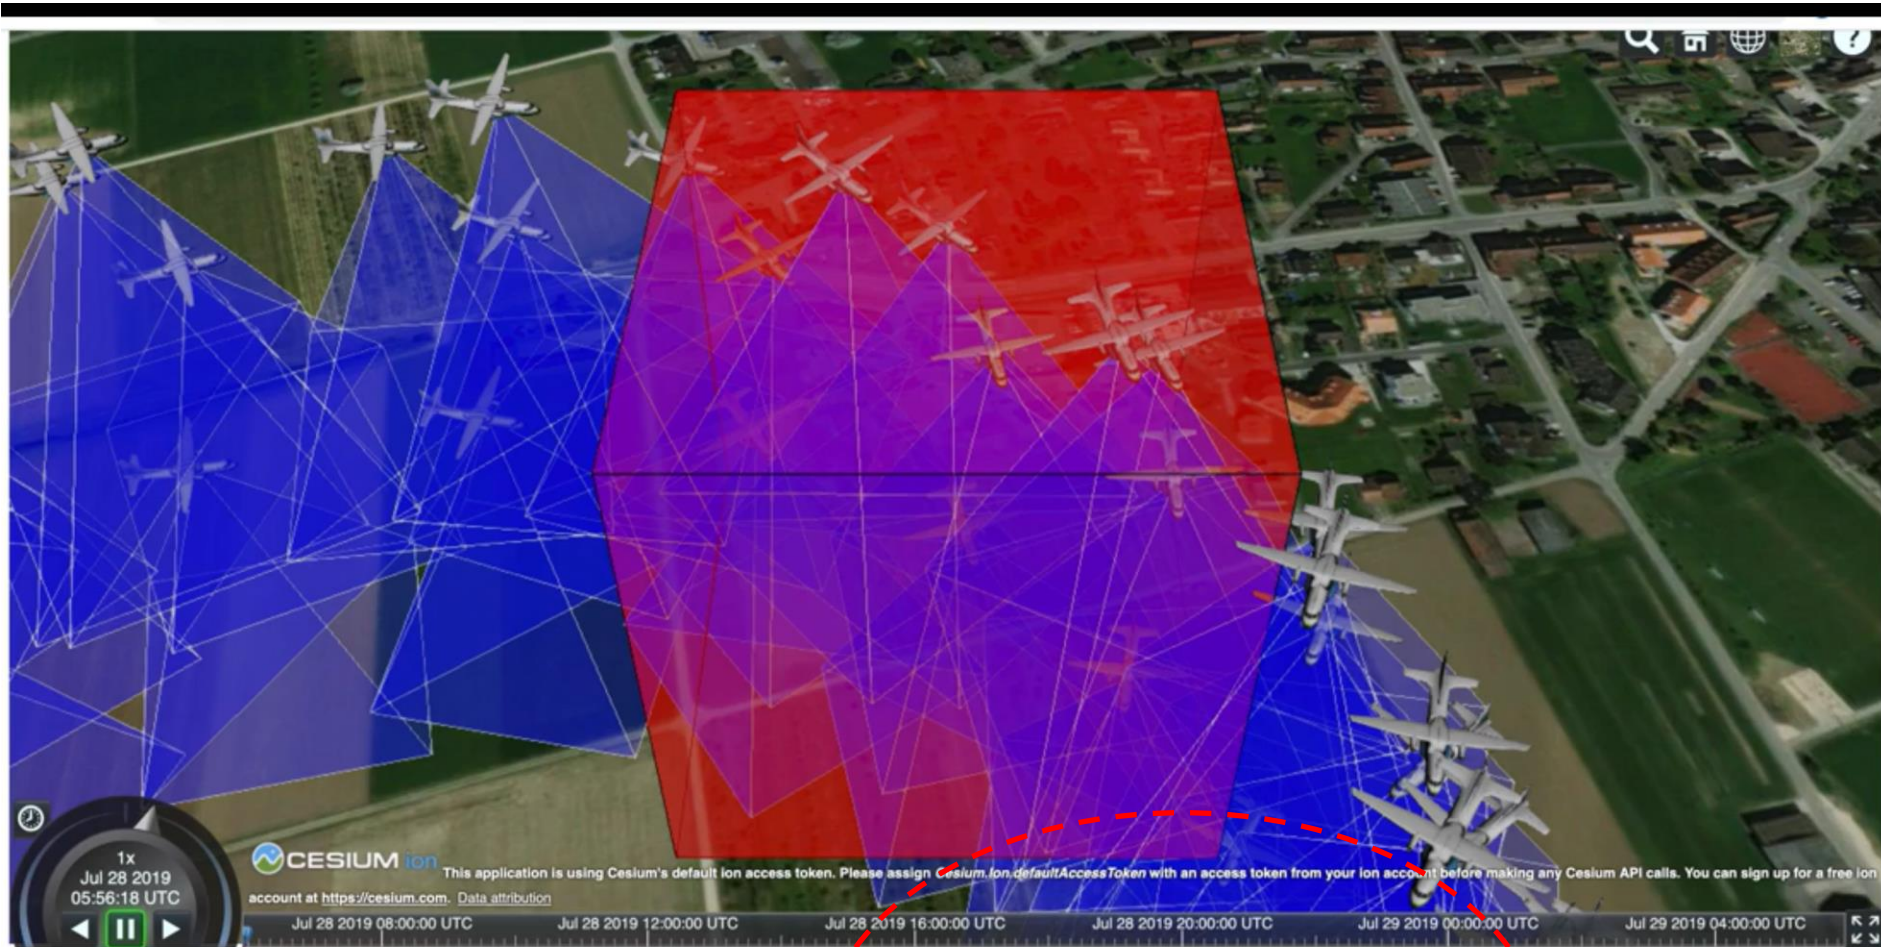 CESIUM ion
This application is using Cesium's default ion access token. Please assign Cesium.Ion.defaultAccessToken with an access token from your ion account before making any Cesium API calls. You can sign up for a free ion
account at https://cesium.com. Data attribution
1x
Jul 28 2019
05:56:18 UTC
Jul 28 2019 08:00:00 UTC
Jul 28 2019 12:00:00 UTC
Jul 28 2019 16:00:00 UTC
Jul 28 2019 20:00:00 UTC
Jul 29 2019 00:00:00 UTC
Jul 29 2019 04:00:00 UTC